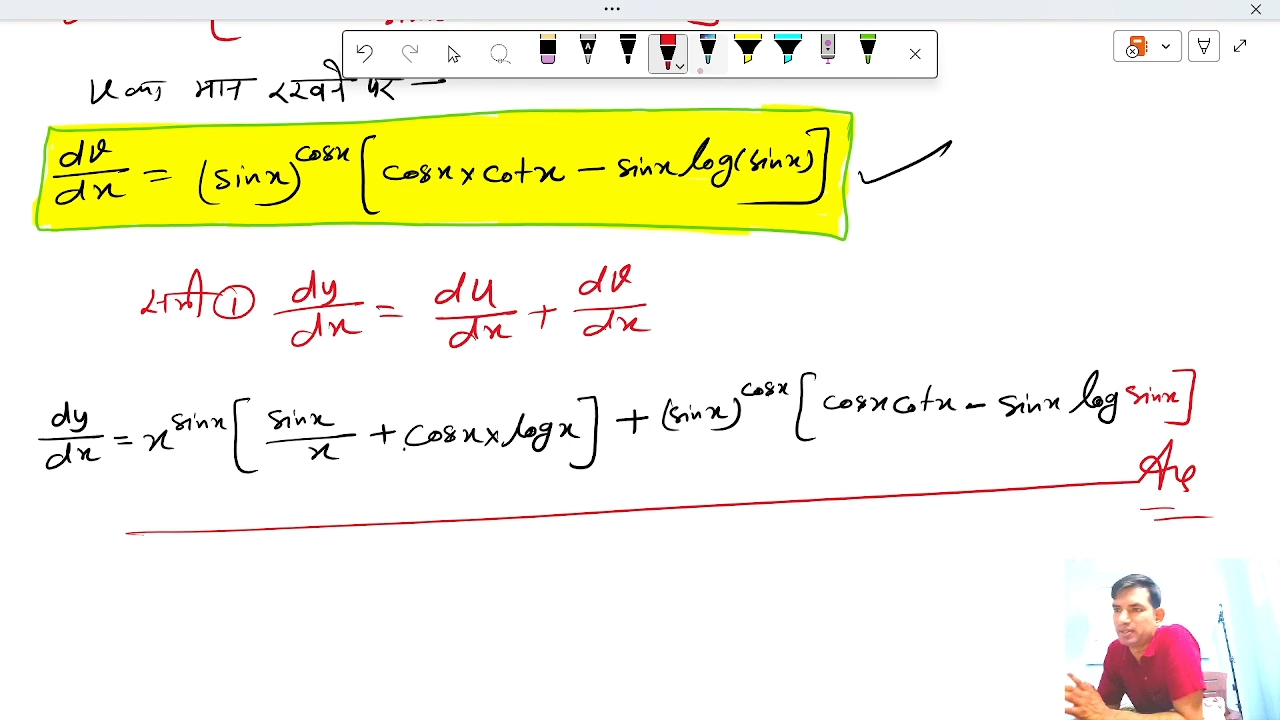 v का मान रखने पर —
dv/dx = (sinx)^cosx [cosx × cotx − sinx log(sinx)] ✓
समी ① dy/dx = du/dx + dv/dx
dy/dx = x^sinx [sinx/x + cosx × logx] + (sinx)^cosx [cosx cotx − sinx log sinx]
Ans